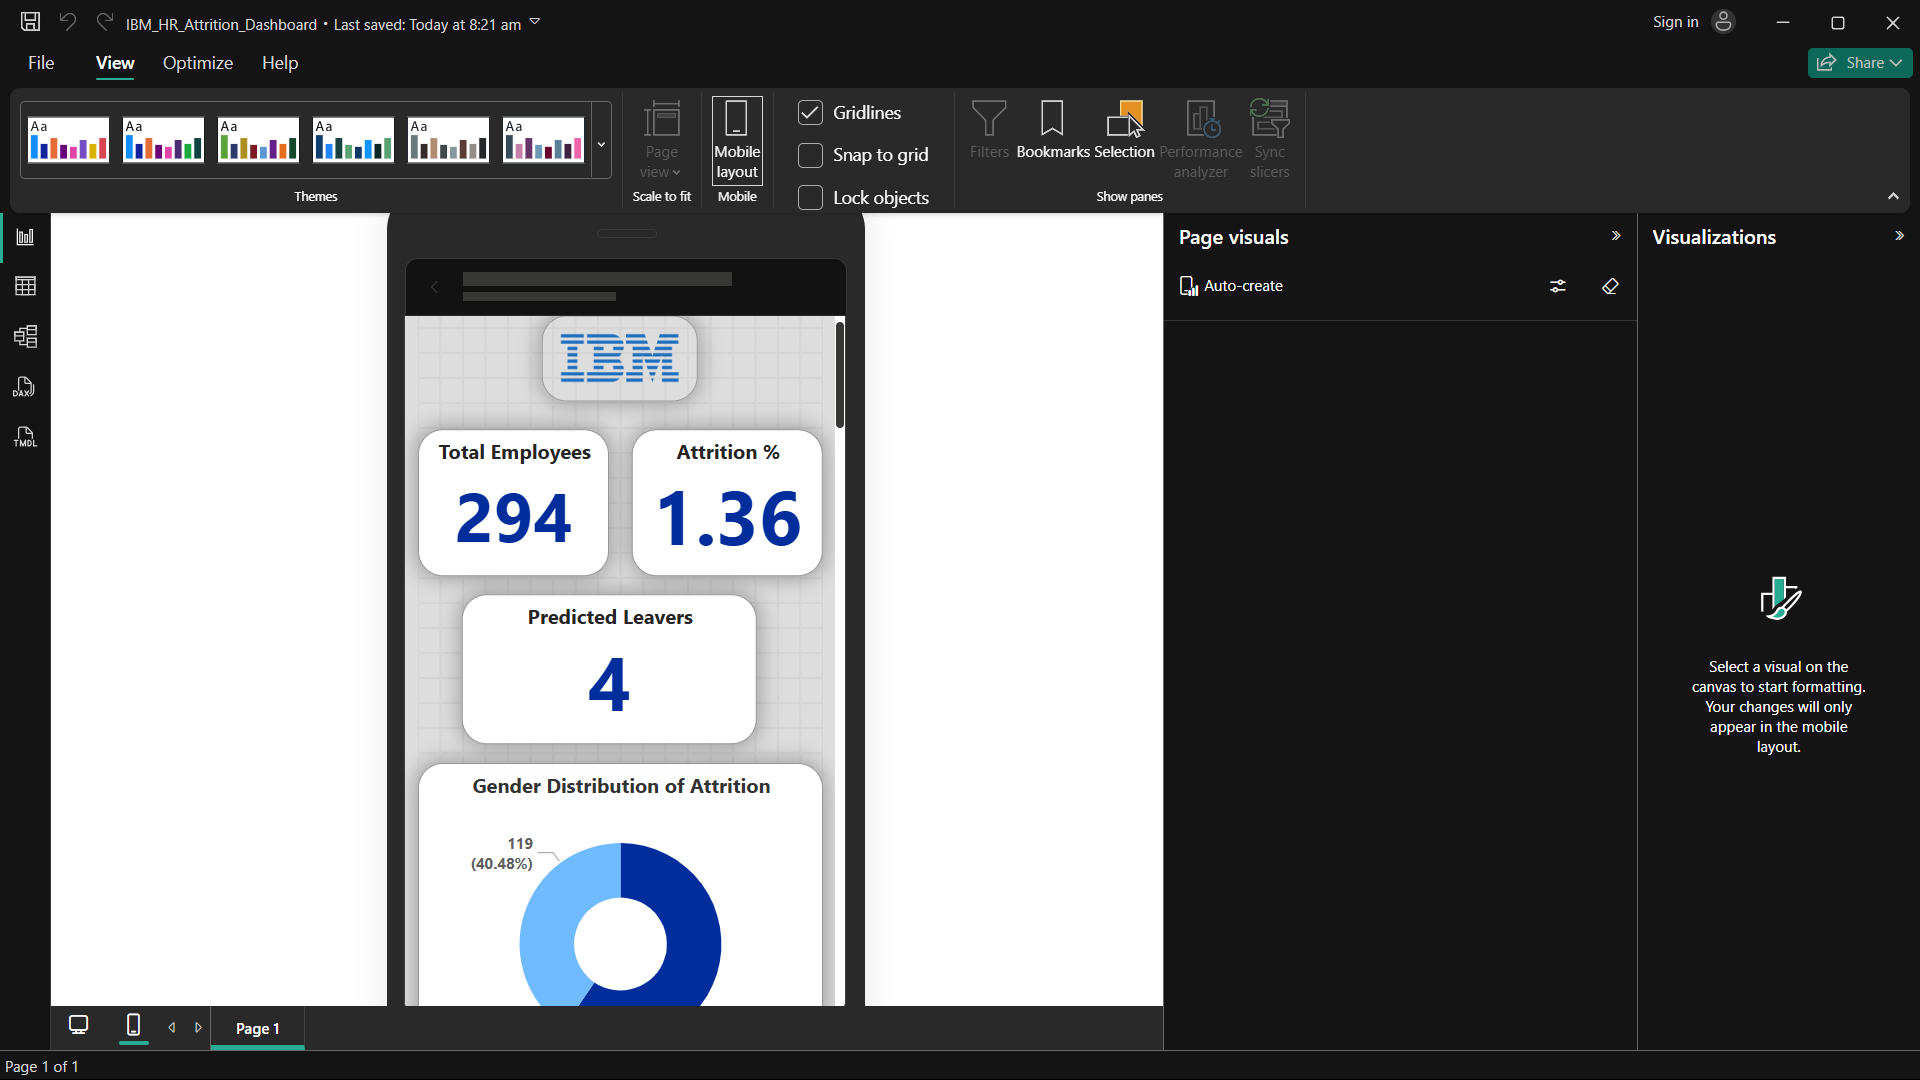 IBM_HR_Attrition_Dashboard • Last saved: Today at 8:21 am
Sign in
File
View
Optimize
Help
Share
Aa
Aa
Aa
Aa
Aa
Aa
Themes
Page
view
Scale to fit
Mobile
layout
Mobile
Gridlines
Snap to grid
Lock objects
Filters
Bookmarks
Selection
Performance
analyzer
Sync
slicers
Show panes
DAX
TMDL
IBM
Total Employees
294
Attrition %
1.36
Predicted Leavers
4
Gender Distribution of Attrition
119
(40.48%)
Page visuals
Auto-create
Visualizations
Select a visual on the
canvas to start formatting.
Your changes will only
appear in the mobile
layout.
Page 1
Page 1 of 1